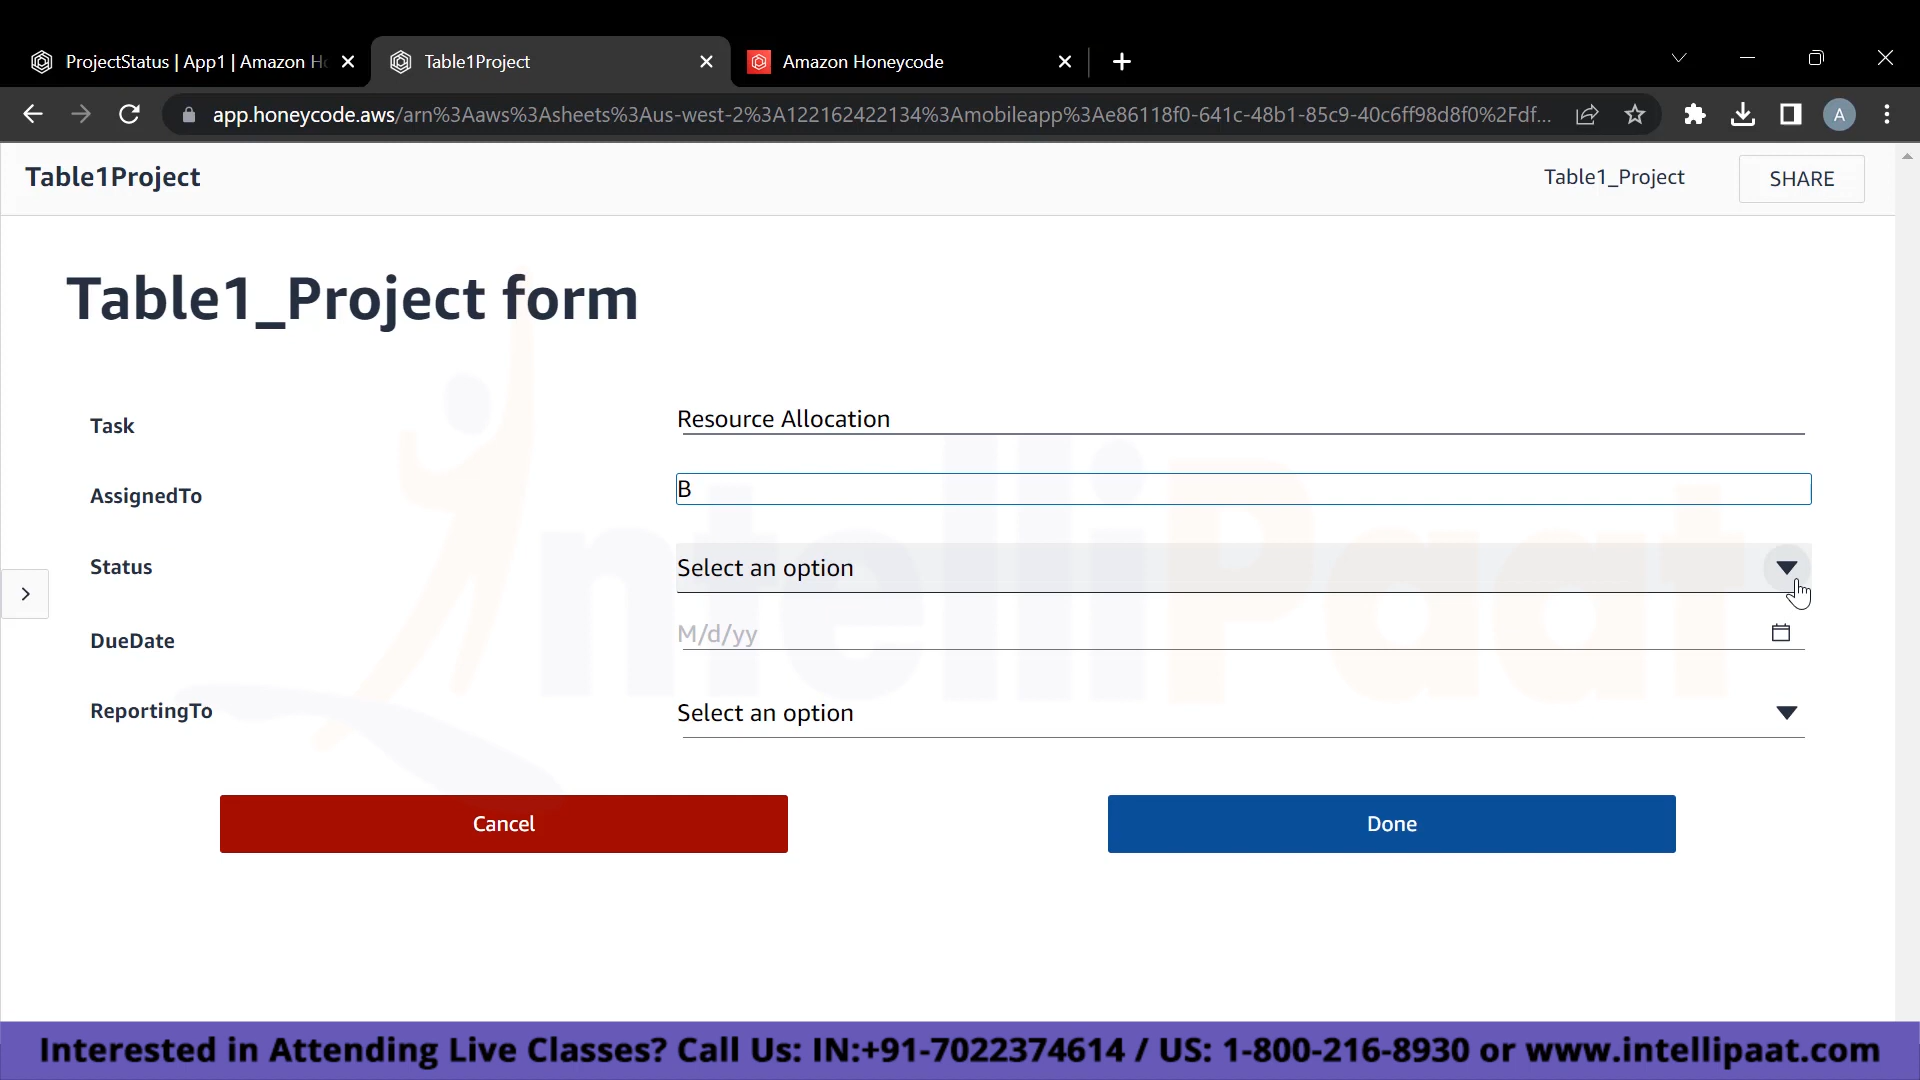 ProjectStatus | App1 | Amazon H
Table1Project
Amazon Honeycode
app.honeycode.aws/arn%3Aaws%3Asheets%3Aus-west-2%3A122162422134%3Amobileapp%3Ae86118f0-641c-48b1-85c9-40c6ff98d8f0%2Fdf...
A
Table1Project
Table1_Project
SHARE
Table1_Project form
Task
Resource Allocation
AssignedTo
B
Status
Select an option
DueDate
M/d/yy
ReportingTo
Select an option
IntelliPaat
Cancel
Done
Interested in Attending Live Classes? Call Us: IN:+91-7022374614 / US: 1-800-216-8930 or www.intellipaat.com